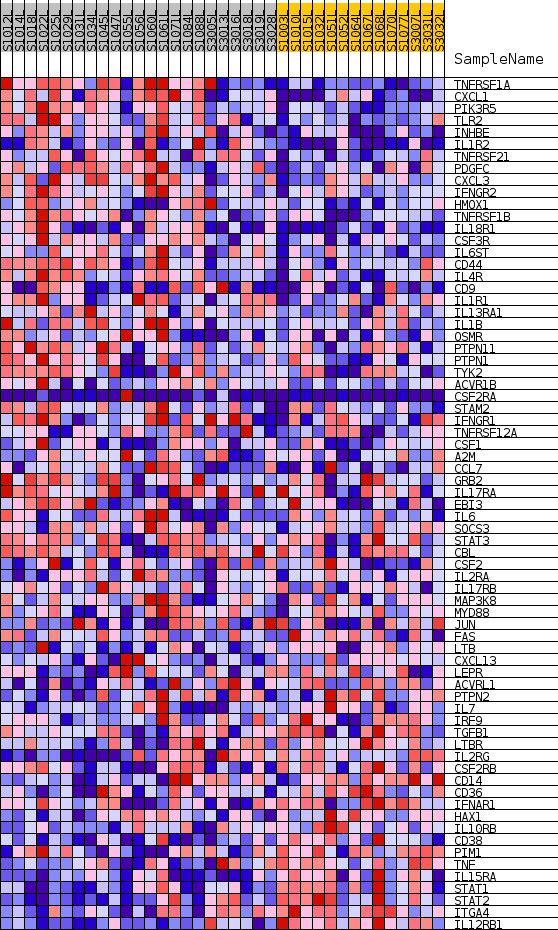 S1012 S1014 S1018 S1022 S1025 S1029 S1031 S1034 S1045 S1047 S1055 S1056 S1060 S1061 S1071 S1084 S1088 S3005 S3013 S3016 S3018 S3019 S3028 S1003 S1010 S1015 S1032 S1051 S1052 S1064 S1067 S1068 S1070 S1077 S3007 S3031 S3032
SampleName
TNFRSF1A
CXCL1
PIK3R5
TLR2
INHBE
IL1R2
TNFRSF21
PDGFC
CXCL3
IFNGR2
HMOX1
TNFRSF1B
IL18R1
CSF3R
IL6ST
CD44
IL4R
CD9
IL1R1
IL13RA1
IL1B
OSMR
PTPN11
PTPN1
TYK2
ACVR1B
CSF2RA
STAM2
IFNGR1
TNFRSF12A
CSF1
A2M
CCL7
GRB2
IL17RA
EBI3
IL6
SOCS3
STAT3
CBL
CSF2
IL2RA
IL17RB
MAP3K8
MYD88
JUN
FAS
LTB
CXCL13
LEPR
ACVRL1
PTPN2
IL7
IRF9
TGFB1
LTBR
IL2RG
CSF2RB
CD14
CD36
IFNAR1
HAX1
IL10RB
CD38
PIM1
TNF
IL15RA
STAT1
STAT2
ITGA4
IL12RB1